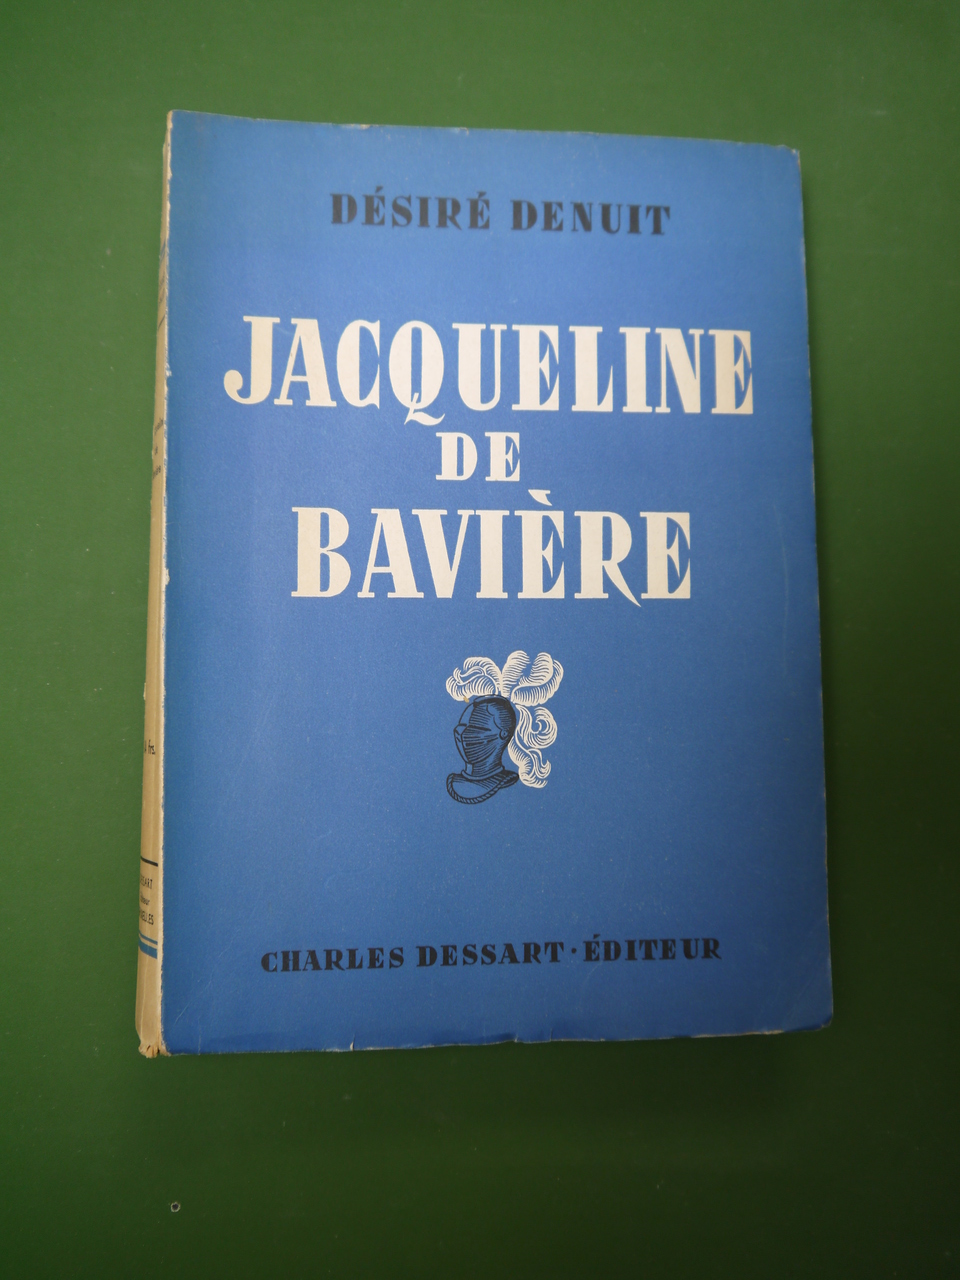 DÉSIRÉ DENUIT
JACQUELINE
DE
BAVIÈRE
CHARLES DESSART · ÉDITEUR